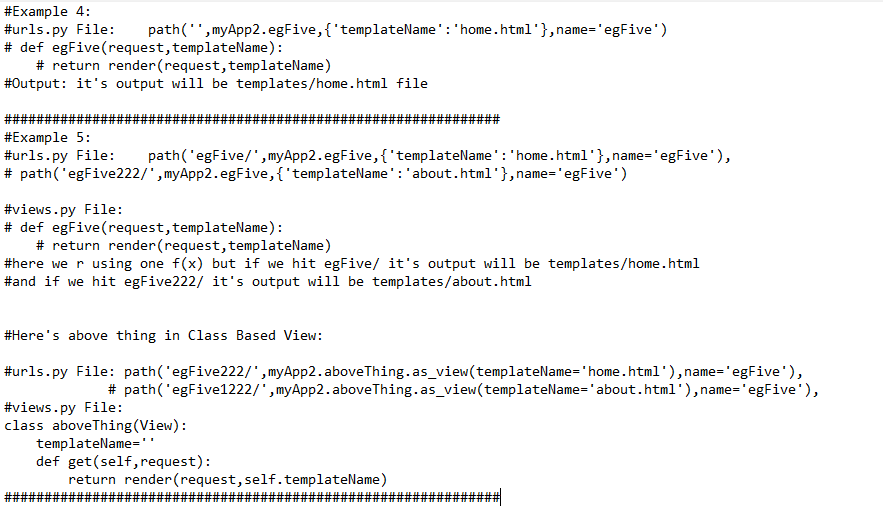 #Example 4:
#urls.py File:    path('',myApp2.egFive,{'templateName':'home.html'},name='egFive')
# def egFive(request,templateName):
    # return render(request,templateName)
#Output: it's output will be templates/home.html file
##############################################################
#Example 5:
#urls.py File:    path('egFive/',myApp2.egFive,{'templateName':'home.html'},name='egFive'),
# path('egFive222/',myApp2.egFive,{'templateName':'about.html'},name='egFive')
#views.py File:
# def egFive(request,templateName):
    # return render(request,templateName)
#here we r using one f(x) but if we hit egFive/ it's output will be templates/home.html
#and if we hit egFive222/ it's output will be templates/about.html
#Here's above thing in Class Based View:
#urls.py File: path('egFive222/',myApp2.aboveThing.as_view(templateName='home.html'),name='egFive'),
             # path('egFive1222/',myApp2.aboveThing.as_view(templateName='about.html'),name='egFive'),
#views.py File:
class aboveThing(View):
    templateName=''
    def get(self,request):
        return render(request,self.templateName)
##############################################################